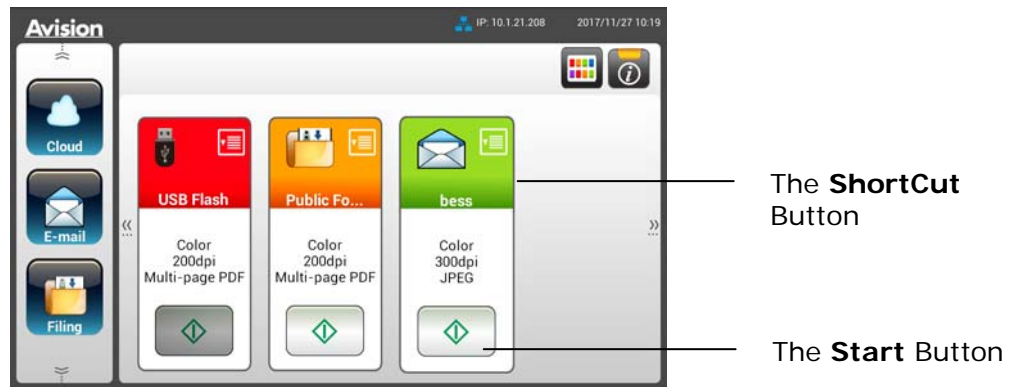 Avision
IP: 10.1.21.208
2017/11/27 10:19
Cloud
E-mail
Filing
USB Flash
Color
200dpi
Multi-page PDF
Public Fo...
Color
200dpi
Multi-page PDF
bess
Color
300dpi
JPEG
The ShortCut
Button
The Start Button